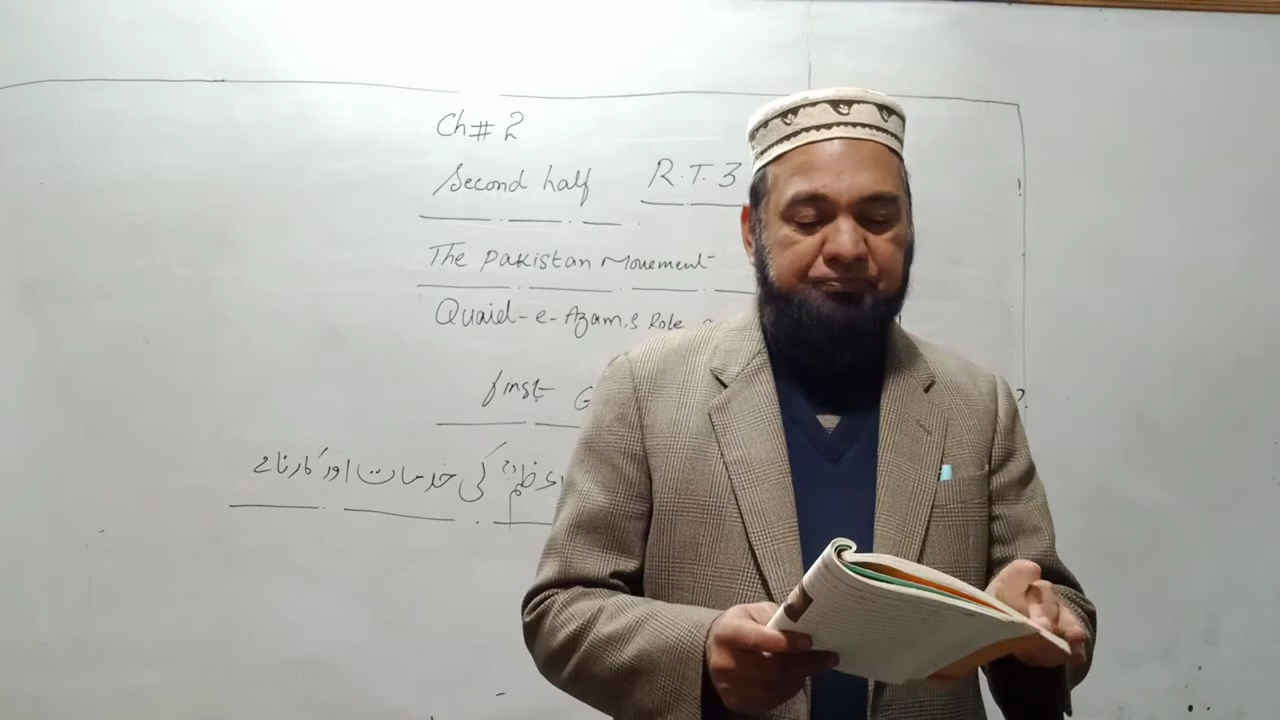 Ch # 2
Second half R.T.3
The Pakistan Movement
Quaid-e-Azam,s Role
first
کی خدمات اور کارنامے